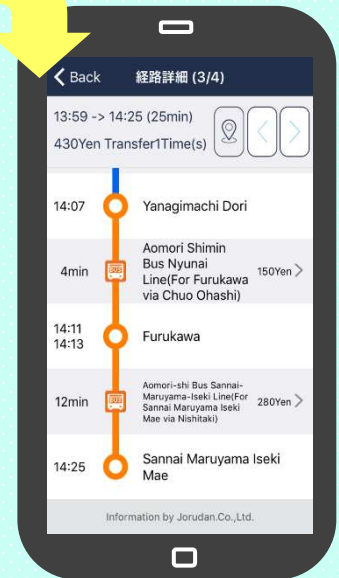 Back 経路詳細 (3/4)
13:59 -> 14:25 (25min)
430Yen Transfer1Time(s)
14:07 Yanagimachi Dori
Aomori Shimin
Bus Nyunai
4min BUS Line(For Furukawa 150Yen
via Chuo Ohashi)
14:11
14:13 Furukawa
Aomori-shi Bus Sannai-
Maruyama-Iseki Line(For
12min BUS Sannai Maruyama Iseki 280Yen
Mae via Nishitaki)
14:25 Sannai Maruyama Iseki
Mae
Information by Jorudan.Co.,Ltd.